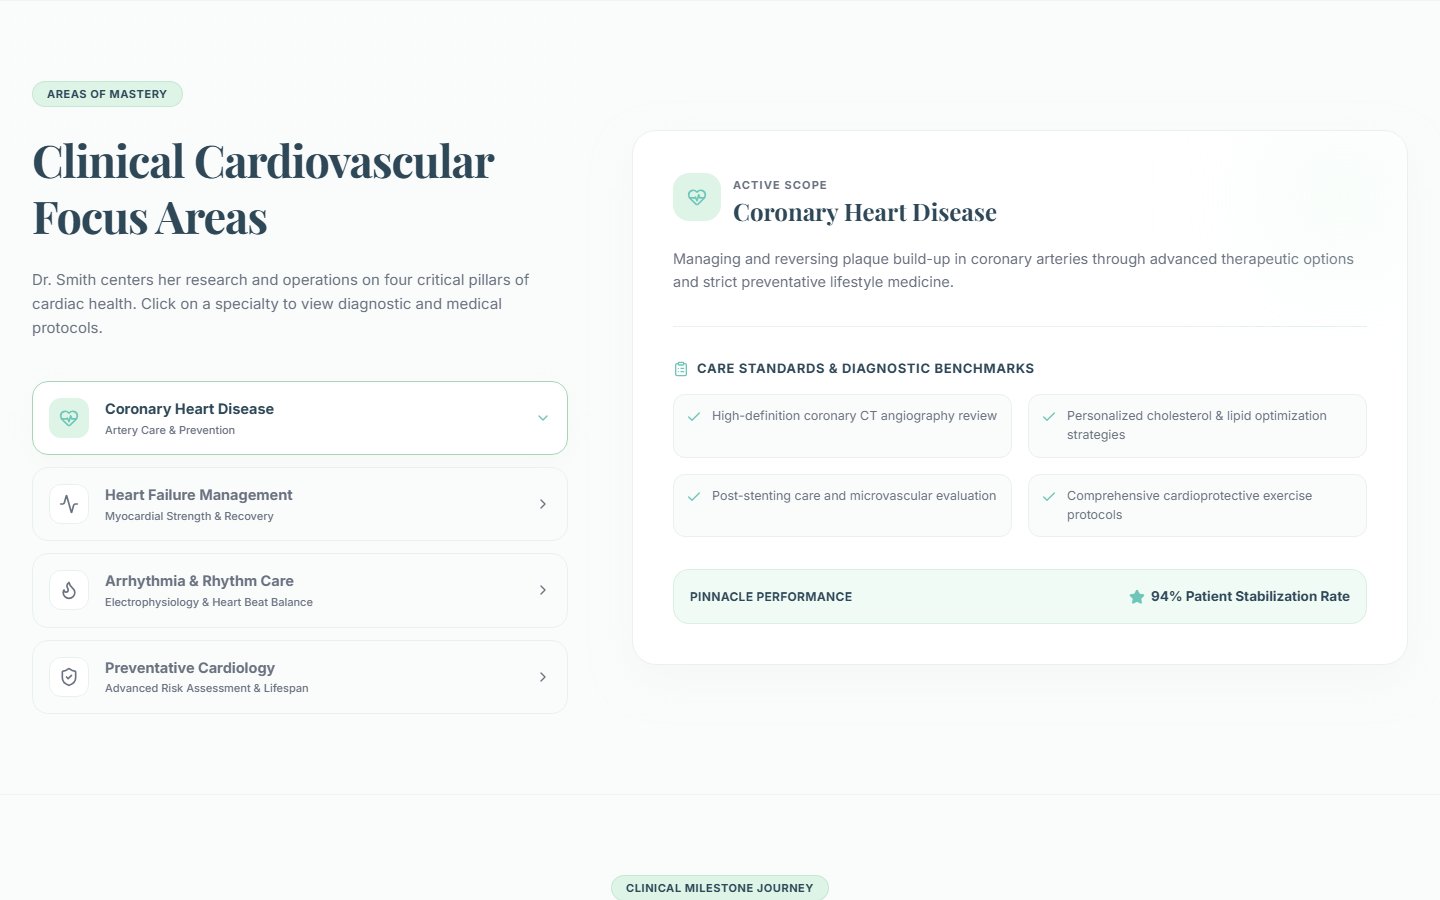 AREAS OF MASTERY
Clinical Cardiovascular
Focus Areas
Dr. Smith centers her research and operations on four critical pillars of
cardiac health. Click on a specialty to view diagnostic and medical
protocols.
Coronary Heart Disease
Artery Care & Prevention
Heart Failure Management
Myocardial Strength & Recovery
Arrhythmia & Rhythm Care
Electrophysiology & Heart Beat Balance
Preventative Cardiology
Advanced Risk Assessment & Lifespan
ACTIVE SCOPE
Coronary Heart Disease
Managing and reversing plaque build-up in coronary arteries through advanced therapeutic options
and strict preventative lifestyle medicine.
CARE STANDARDS & DIAGNOSTIC BENCHMARKS
High-definition coronary CT angiography review
Personalized cholesterol & lipid optimization
strategies
Post-stenting care and microvascular evaluation
Comprehensive cardioprotective exercise
protocols
PINNACLE PERFORMANCE
94% Patient Stabilization Rate
CLINICAL MILESTONE JOURNEY